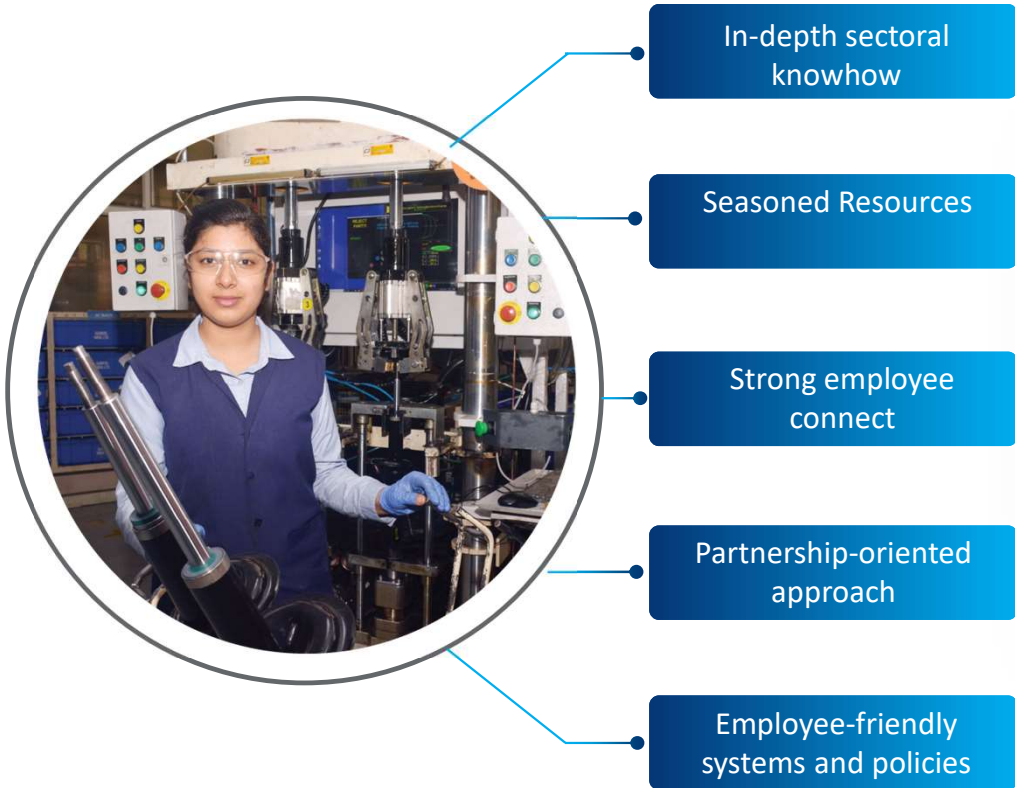 In-depth sectoral
knowhow
Seasoned Resources
Strong employee
connect
Partnership-oriented
approach
Employee-friendly
systems and policies